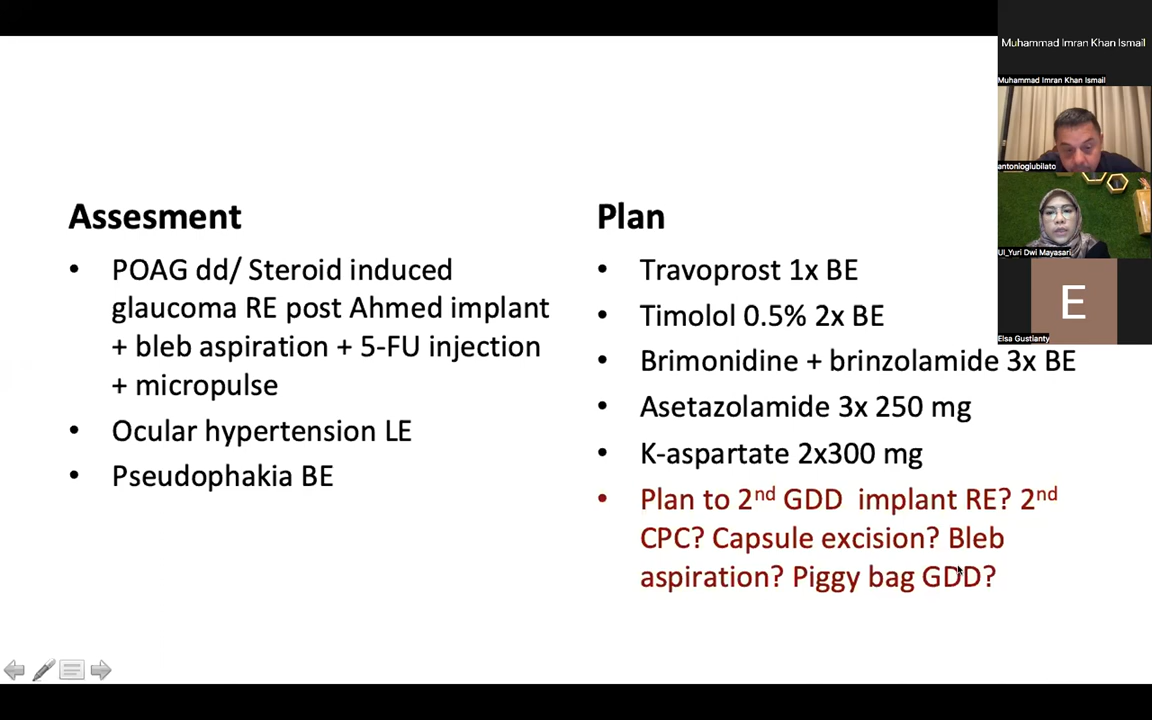 Assesment
• POAG dd/ Steroid induced
glaucoma RE post Ahmed implant
+ bleb aspiration + 5-FU injection
+ micropulse
• Ocular hypertension LE
• Pseudophakia BE
Plan
• Travoprost 1x BE
• Timolol 0.5% 2x BE
• Brimonidine + brinzolamide 3x BE
• Asetazolamide 3x 250 mg
• K-aspartate 2x300 mg
• Plan to 2nd GDD implant RE? 2nd
CPC? Capsule excision? Bleb
aspiration? Piggy bag GDD?
Muhammad Imran Khan Ismail
Muhammad Imran Khan Ismail
antoniogiubilato
UI_Yuri Dwi Mayasari
E
Elsa Gustianty